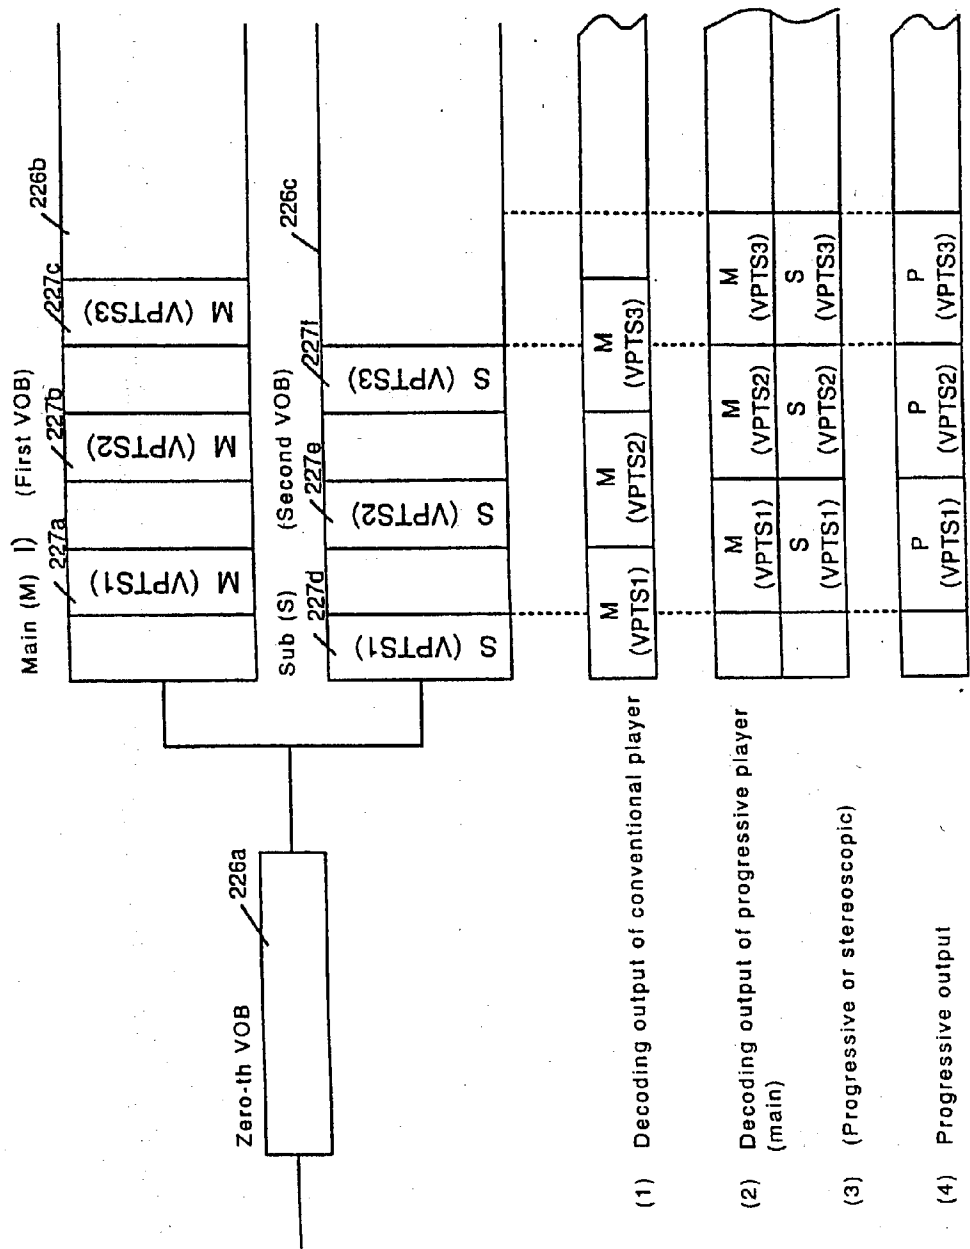 Main (M) I) (First VOB)
227a
227b
227c
226b
M (VPTS1)
M (VPTS2)
M (VPTS3)
Zero-th VOB
226a
Sub (S) (Second VOB)
227d
227e
227f
226c
S (VPTS1)
S (VPTS2)
S (VPTS3)
(1) Decoding output of conventional player
M
(VPTS1)
M
(VPTS2)
M
(VPTS3)
(2) Decoding output of progressive player
(main)
M
(VPTS1)
M
(VPTS2)
M
(VPTS3)
(3) (Progressive or stereoscopic)
S
(VPTS1)
S
(VPTS2)
S
(VPTS3)
(4) Progressive output
P
(VPTS1)
P
(VPTS2)
P
(VPTS3)